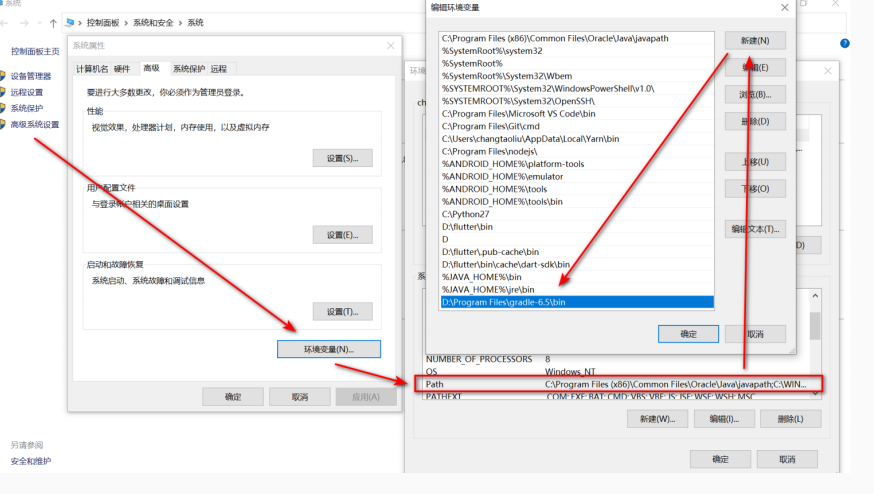 系统
控制面板 › 系统和安全 › 系统
控制面板主页
设备管理器
远程设置
系统保护
高级系统设置
另请参阅
安全和维护
系统属性
计算机名 硬件 高级 系统保护 远程
要进行大多数更改，你必须作为管理员登录。
性能
视觉效果，处理器计划，内存使用，以及虚拟内存
设置(S)...
用户配置文件
与登录帐户相关的桌面设置
设置(E)...
启动和故障恢复
系统启动、系统故障和调试信息
设置(T)...
环境变量(N)...
确定 取消 应用(A)
编辑环境变量
C:\Program Files (x86)\Common Files\Oracle\Java\javapath
%SystemRoot%\system32
%SystemRoot%
%SystemRoot%\System32\Wbem
%SYSTEMROOT%\System32\WindowsPowerShell\v1.0\
%SYSTEMROOT%\System32\OpenSSH\
C:\Program Files\Microsoft VS Code\bin
C:\Program Files\Git\cmd
C:\Users\changtaoliu\AppData\Local\Yarn\bin
C:\Program Files\nodejs\
%ANDROID_HOME%\platform-tools
%ANDROID_HOME%\emulator
%ANDROID_HOME%\tools
%ANDROID_HOME%\tools\bin
C:\Python27
D:\flutter\bin
D
D:\flutter\.pub-cache\bin
D:\flutter\bin\cache\dart-sdk\bin
%JAVA_HOME%\bin
%JAVA_HOME%\jre\bin
D:\Program Files\gradle-6.5\bin
新建(N)
编辑(E)
浏览(B)...
删除(D)
上移(U)
下移(O)
编辑文本(T)...
确定 取消
环境
ch
D)
系
NUMBER_OF_PROCESSORS 8
OS Windows_NT
Path C:\Program Files (x86)\Common Files\Oracle\Java\javapath;C:\WIN...
PATHEXT .COM;.EXE;.BAT;.CMD;.VBS;.VBE;.JS;.JSE;.WSF;.WSH;.MSC
新建(W)... 编辑(I)... 删除(L)
确定 取消